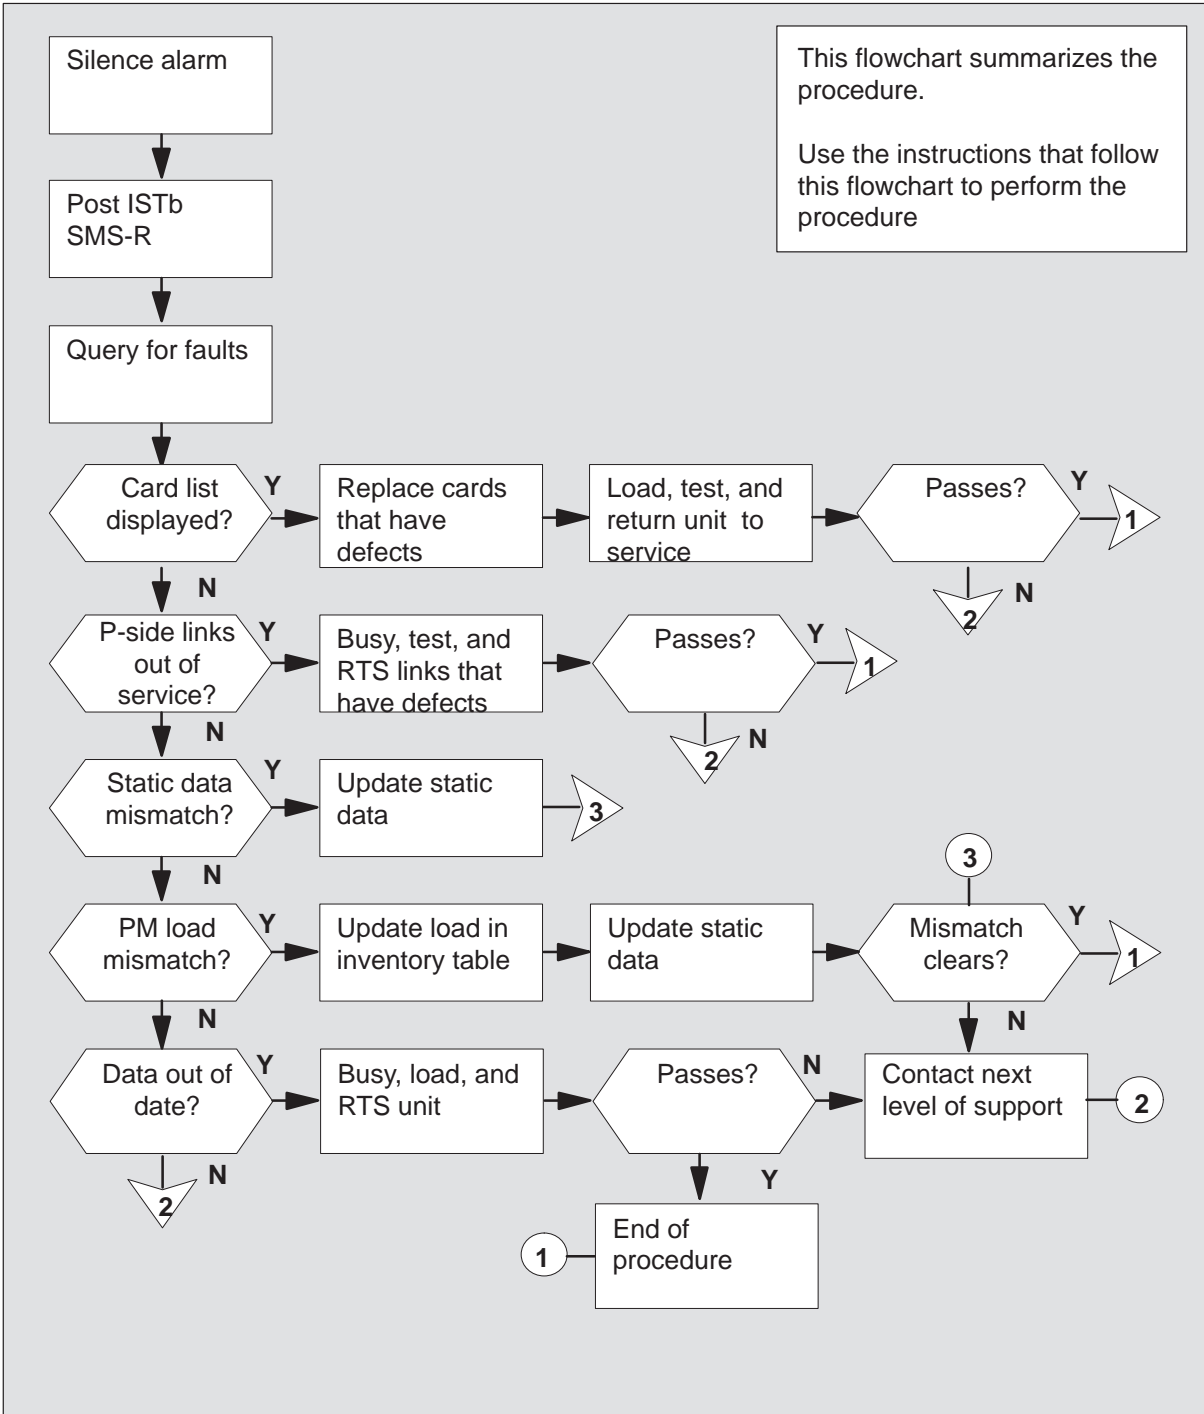 Silence alarm
This flowchart summarizes the
procedure.
Use the instructions that follow
this flowchart to perform the
procedure
Post ISTb
SMS-R
Query for faults
Card list
displayed?
Y
N
Replace cards
that have
defects
Load, test, and
return unit to
service
Passes?
Y
1
N
2
P-side links
out of
service?
Y
N
Busy, test, and
RTS links that
have defects
Passes?
Y
1
N
2
Static data
mismatch?
Y
N
Update static
data
3
PM load
mismatch?
Y
N
Update load in
inventory table
Update static
data
3
Mismatch
clears?
Y
1
N
Data out of
date?
Y
N
2
Busy, load, and
RTS unit
Passes?
N
Y
Contact next
level of support
2
1
End of
procedure